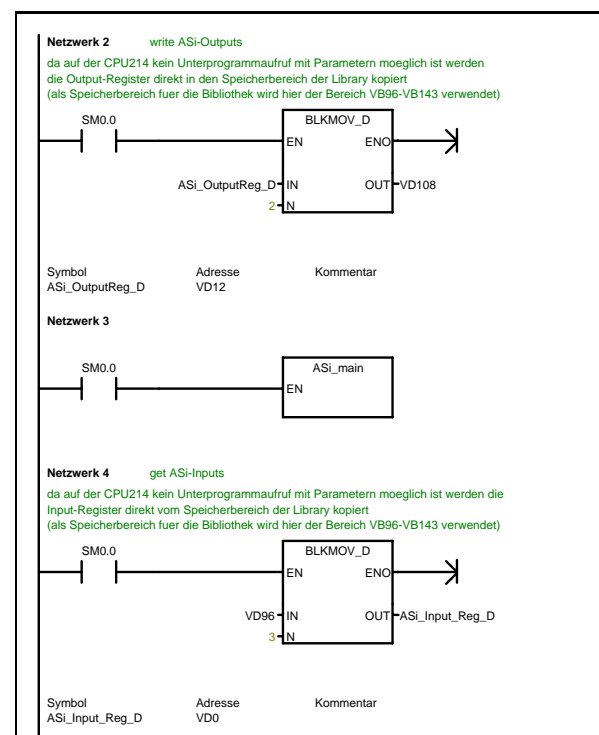 Netzwerk 2 write ASi-Outputs
da auf der CPU214 kein Unterprogrammaufruf mit Parametern moeglich ist werden
die Output-Register direkt in den Speicherbereich der Library kopiert
(als Speicherbereich fuer die Bibliothek wird hier der Bereich VB96-VB143 verwendet)
SM0.0 BLKMOV_D
EN ENO
ASi_OutputReg_D IN OUT VD108
2 N
Symbol Adresse Kommentar
ASi_OutputReg_D VD12
Netzwerk 3
SM0.0 ASi_main
EN
Netzwerk 4 get ASi-Inputs
da auf der CPU214 kein Unterprogrammaufruf mit Parametern moeglich ist werden die
Input-Register direkt vom Speicherbereich der Library kopiert
(als Speicherbereich fuer die Bibliothek wird hier der Bereich VB96-VB143 verwendet)
SM0.0 BLKMOV_D
EN ENO
VD96 IN OUT ASi_Input_Reg_D
3 N
Symbol Adresse Kommentar
ASi_Input_Reg_D VD0